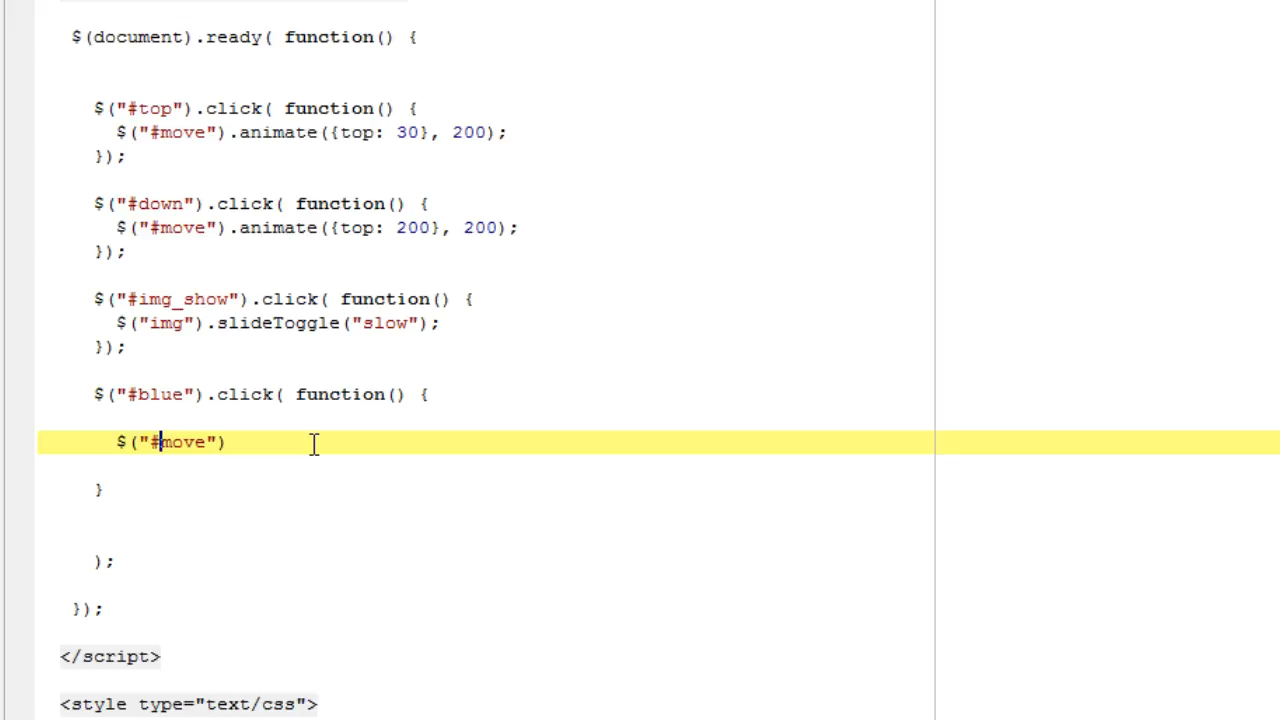 $(document).ready( function() {
$("#top").click( function() {
$("#move").animate({top: 30}, 200);
});
$("#down").click( function() {
$("#move").animate({top: 200}, 200);
});
$("#img_show").click( function() {
$("img").slideToggle("slow");
});
$("#blue").click( function() {
$("#move")
}
);
});
</script>
<style type="text/css">